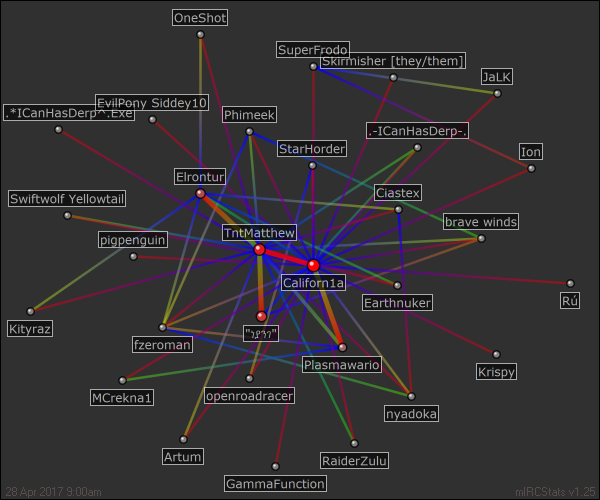 OneShot
SuperFrodo
Skirmisher [they/them]
JaLK
EvilPony Siddey10
.*ICanHasDerp^.Exe
Phimeek
.-ICanHasDerp-.
StarHorder
Ion
Elrontur
Ciastex
Swiftwolf Yellowtail
brave winds
TntMatthew
pigpenguin
Californ1a
Earthnuker
Rú
Kityraz
fzeroman
Plasmawario
Krispy
MCrekna1
openroadracer
nyadoka
Artum
RaiderZulu
GammaFunction
28 Apr 2017 9:00am
mIRCStats v1.25